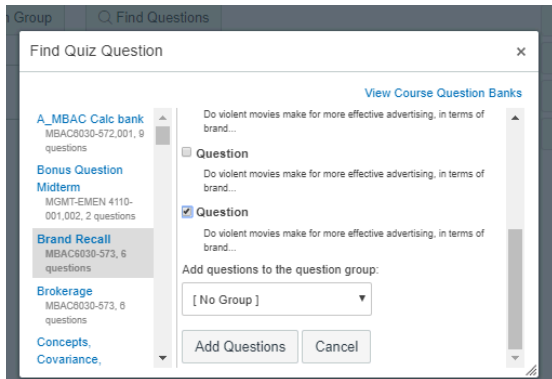 n Group
Find Questions
Find Quiz Question
×
View Course Question Banks
A_MBAC Calc bank
MBAC6030-572,001, 9
questions
Bonus Question
Midterm
MGMT-EMEN 4110-
001,002, 2 questions
Brand Recall
MBAC6030-573, 6
questions
Brokerage
MBAC6030-573, 6
questions
Concepts,
Covariance,
Do violent movies make for more effective advertising, in terms of
brand...
Question
Do violent movies make for more effective advertising, in terms of
brand...
Question
Do violent movies make for more effective advertising, in terms of
brand...
Add questions to the question group:
[ No Group ]
Add Questions
Cancel